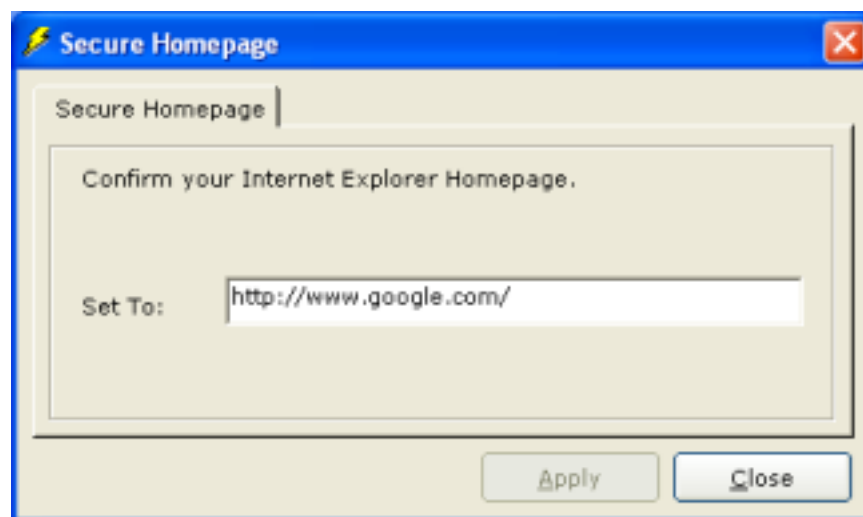 Secure Homepage
Secure Homepage
Confirm your Internet Explorer Homepage.
Set To: http://www.google.com/
Apply Close